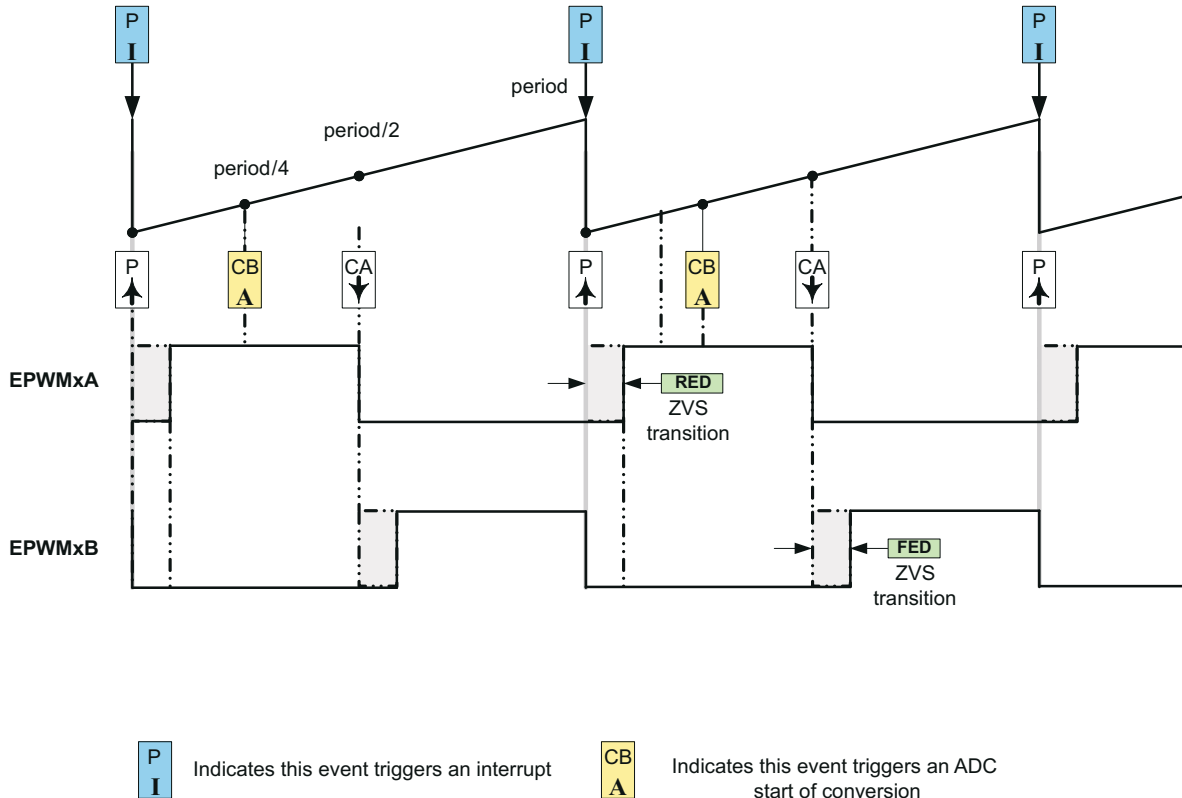 P
I
P
I
P
I
period
period/2
period/4
P
CB
A
CA
P
CB
A
CA
P
EPWMxA
RED
ZVS
transition
EPWMxB
FED
ZVS
transition
P
I
Indicates this event triggers an interrupt
CB
A
Indicates this event triggers an ADC
start of conversion